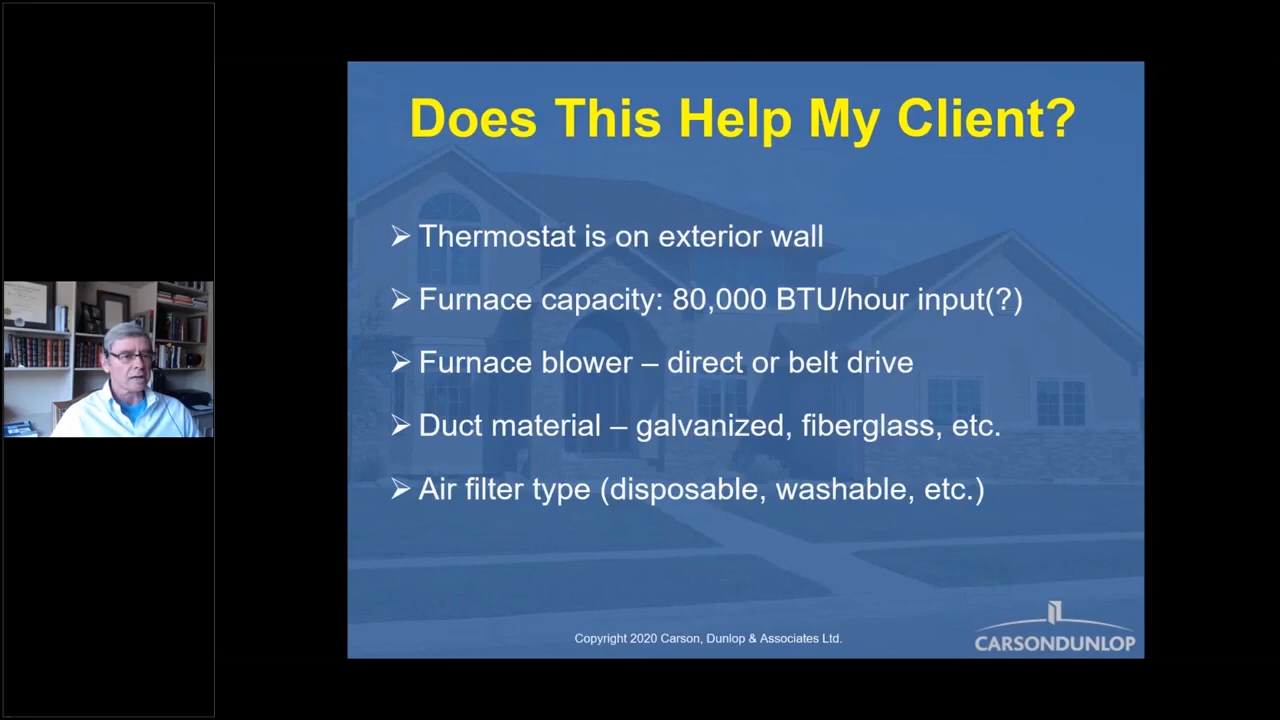 Does This Help My Client?
Thermostat is on exterior wall
Furnace capacity: 80,000 BTU/hour input(?)
Furnace blower – direct or belt drive
Duct material – galvanized, fiberglass, etc.
Air filter type (disposable, washable, etc.)
Copyright 2020 Carson, Dunlop & Associates Ltd.
CARSONDUNLOP